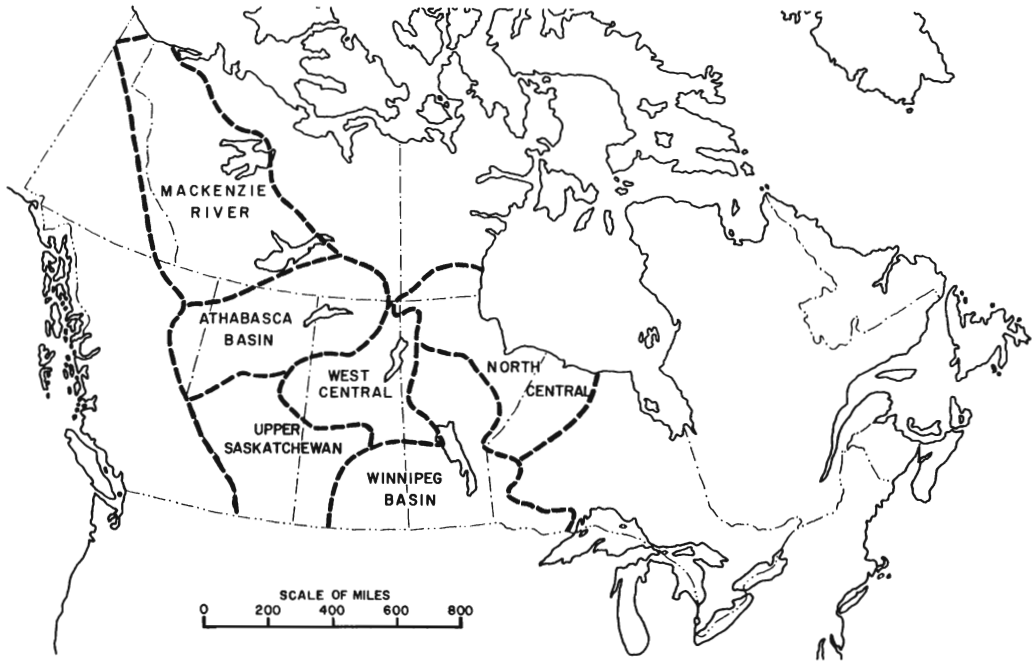 MACKENZIE
RIVER
ATHABASCA
BASIN
WEST
CENTRAL
NORTH
CENTRAL
UPPER
SASKATCHEWAN
WINNIPEG
BASIN
SCALE OF MILES
0 200 400 600 800